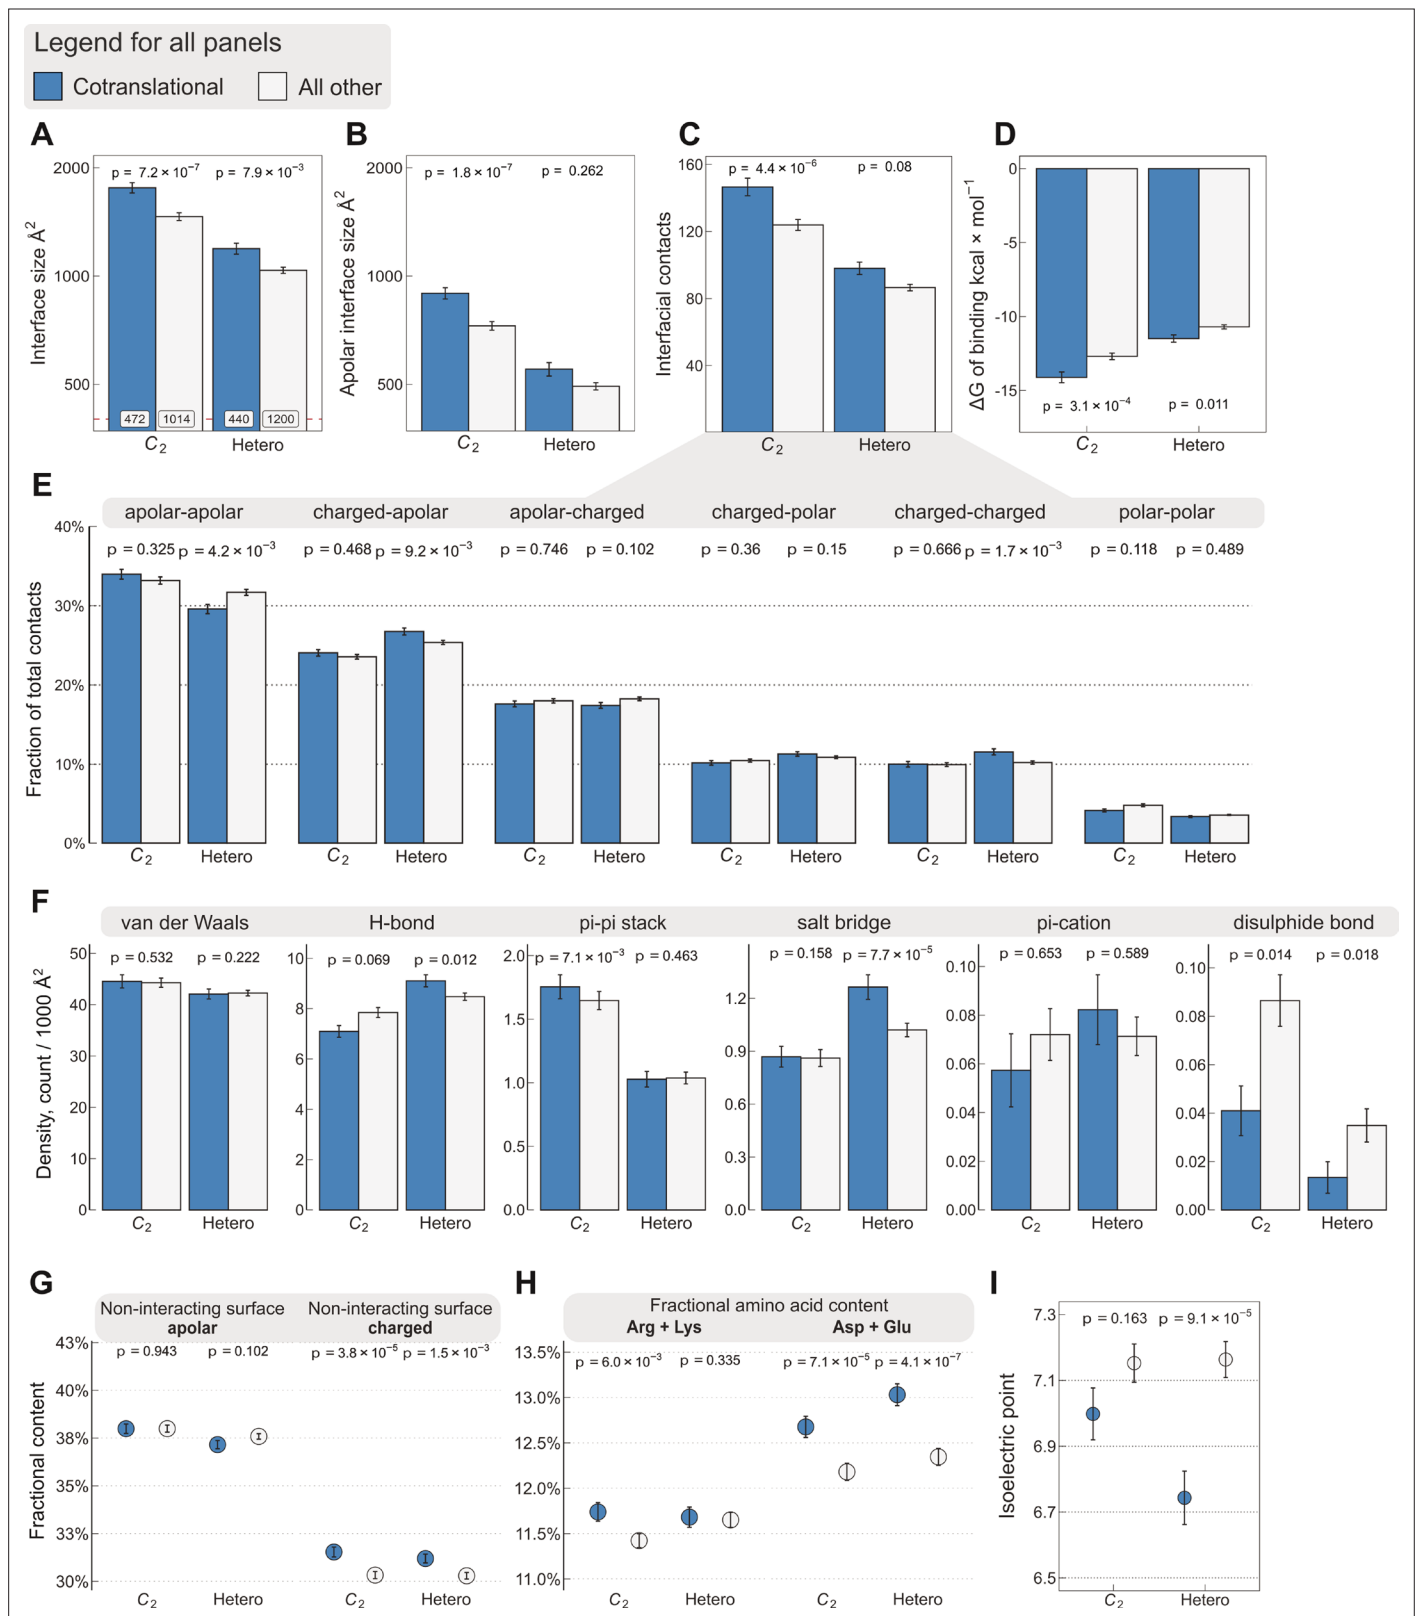 Legend for all panels
Cotranslational
All other
A
B
C
D
2000
1000
500
Interface size Å²
p = 7.2 × 10⁻⁷
p = 7.9 × 10⁻³
472
1014
440
1200
C₂
Hetero
2000
1000
500
Apolar interface size Å²
p = 1.8 × 10⁻⁷
p = 0.262
C₂
Hetero
160
120
80
40
Interfacial contacts
p = 4.4 × 10⁻⁶
p = 0.08
C₂
Hetero
0
-5
-10
-15
ΔG of binding kcal × mol⁻¹
p = 3.1 × 10⁻⁴
p = 0.011
C₂
Hetero
E
apolar-apolar
charged-apolar
apolar-charged
charged-polar
charged-charged
polar-polar
40%
30%
20%
10%
0%
Fraction of total contacts
p = 0.325
p = 4.2 × 10⁻³
p = 0.468
p = 9.2 × 10⁻³
p = 0.746
p = 0.102
p = 0.36
p = 0.15
p = 0.666
p = 1.7 × 10⁻³
p = 0.118
p = 0.489
C₂
Hetero
C₂
Hetero
C₂
Hetero
C₂
Hetero
C₂
Hetero
C₂
Hetero
F
van der Waals
H-bond
pi-pi stack
salt bridge
pi-cation
disulphide bond
Density, count / 1000 Å²
50
40
30
20
10
0
p = 0.532
p = 0.222
C₂
Hetero
10
8
6
4
2
0
p = 0.069
p = 0.012
C₂
Hetero
2.0
1.5
1.0
0.5
0.0
p = 7.1 × 10⁻³
p = 0.463
C₂
Hetero
1.2
0.9
0.6
0.3
0.0
p = 0.158
p = 7.7 × 10⁻⁵
C₂
Hetero
0.10
0.08
0.06
0.04
0.02
0.00
p = 0.653
p = 0.589
C₂
Hetero
0.10
0.08
0.06
0.04
0.02
0.00
p = 0.014
p = 0.018
C₂
Hetero
G
Non-interacting surface
apolar
Non-interacting surface
charged
43%
40%
38%
35%
33%
30%
Fractional content
p = 0.943
p = 0.102
p = 3.8 × 10⁻⁵
p = 1.5 × 10⁻³
C₂
Hetero
C₂
Hetero
H
Fractional amino acid content
Arg + Lys
Asp + Glu
13.5%
13.0%
12.5%
12.0%
11.5%
11.0%
p = 6.0 × 10⁻³
p = 0.335
p = 7.1 × 10⁻⁵
p = 4.1 × 10⁻⁷
C₂
Hetero
C₂
Hetero
I
7.3
7.1
6.9
6.7
6.5
Isoelectric point
p = 0.163
p = 9.1 × 10⁻⁵
C₂
Hetero